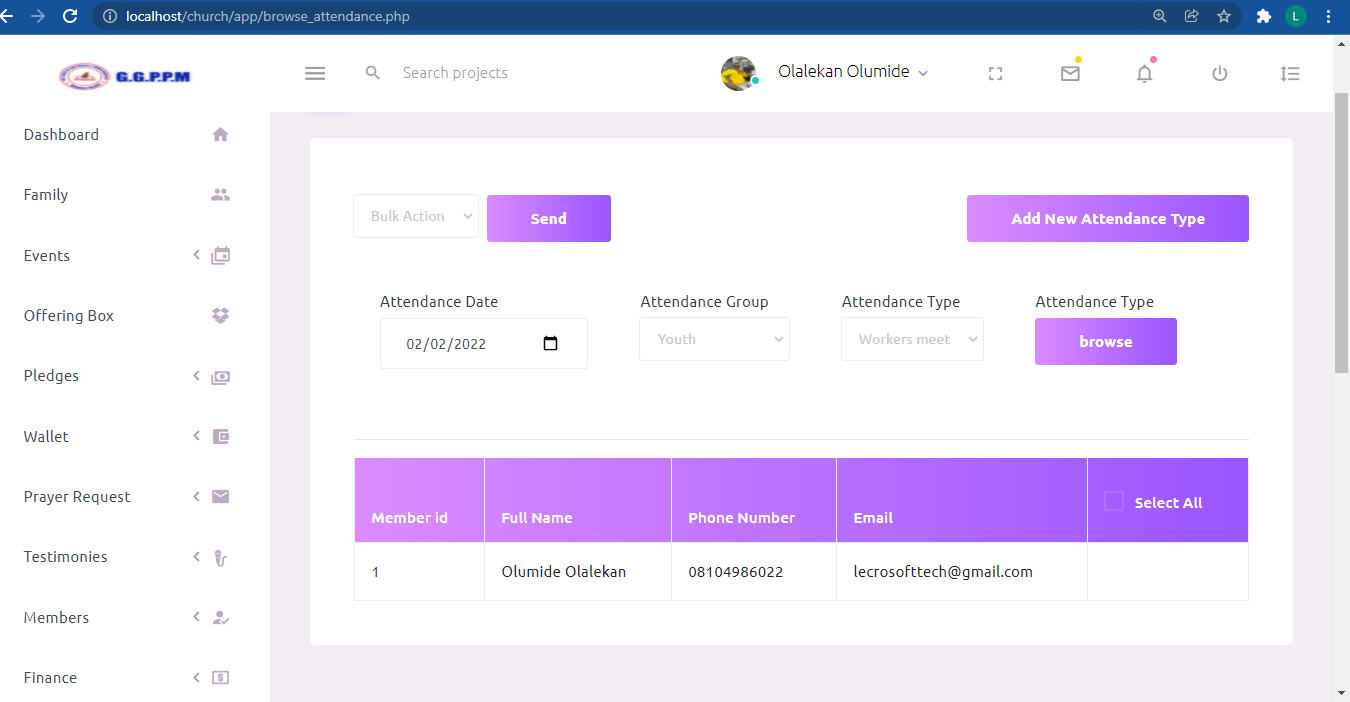 localhost/church/app/browse_attendance.php
L
G.G.P.P.M
Search projects
Olalekan Olumide
Dashboard
Family
Events
Offering Box
Pledges
Wallet
Prayer Request
Testimonies
Members
Finance
Bulk Action
Send
Add New Attendance Type
Attendance Date
Attendance Group
Attendance Type
Attendance Type
02/02/2022
Youth
Workers meet
browse
Member id
Full Name
Phone Number
Email
Select All
1
Olumide Olalekan
08104986022
lecrosofttech@gmail.com